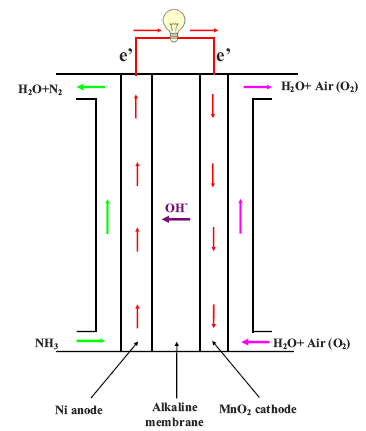 e’ e’
H₂O+N₂ H₂O+ Air (O₂)
OH⁻
NH₃ H₂O+ Air (O₂)
Ni anode Alkaline membrane MnO₂ cathode